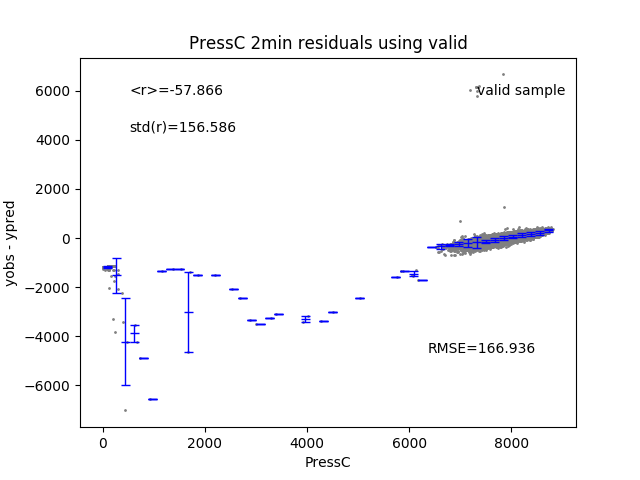 PressC 2min residuals using valid
<r>=-57.866
valid sample
std(r)=156.586
RMSE=166.936
yobs - ypred
6000
4000
2000
0
−2000
−4000
−6000
0 2000 4000 6000 8000
PressC